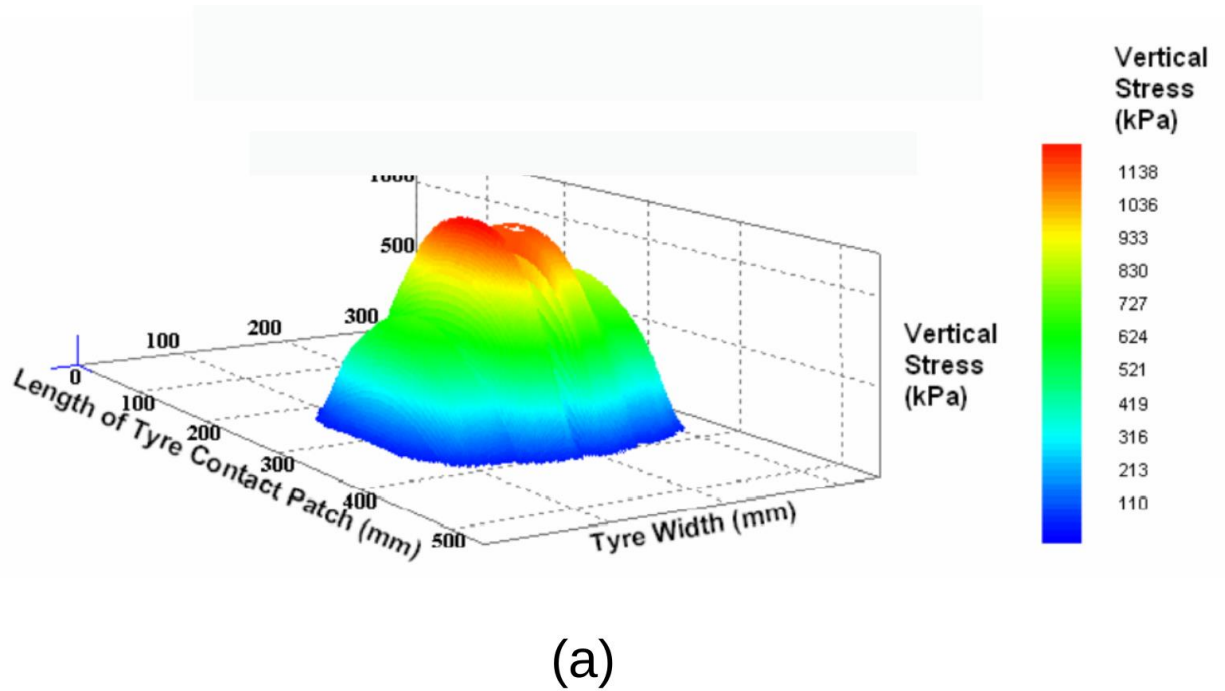 Vertical
Stress
(kPa)
1138
1036
933
830
727
624
521
419
316
213
110
1000
500
300
200
100
0
100
200
300
400
500
Length of Tyre Contact Patch (mm)
Tyre Width (mm)
Vertical
Stress
(kPa)
(a)